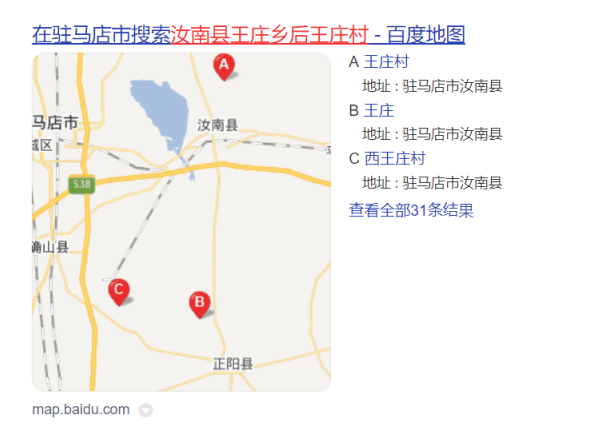 在驻马店市搜索汝南县王庄乡后王庄村 - 百度地图
A 王庄村
地址 : 驻马店市汝南县
B 王庄
地址 : 驻马店市汝南县
C 西王庄村
地址 : 驻马店市汝南县
查看全部31条结果
A
马店市
城区
汝南县
S38
确山县
C
B
正阳县
map.baidu.com